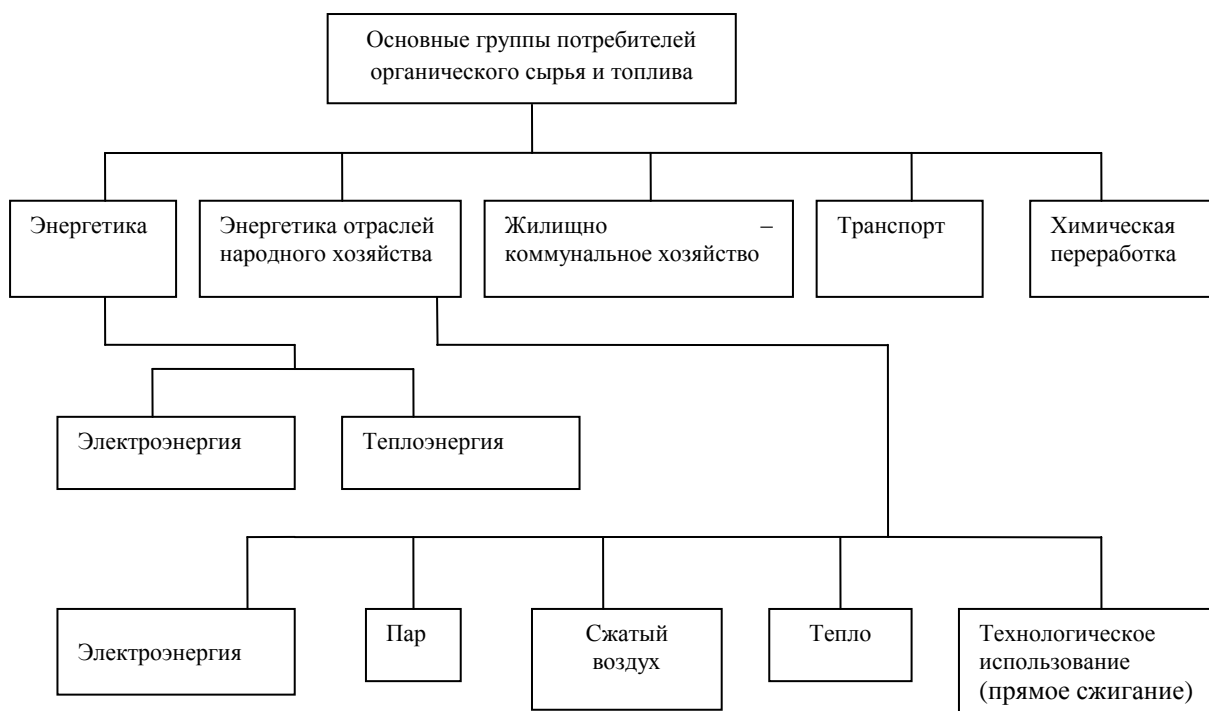 Основные группы потребителей
органического сырья и топлива
Энергетика
Энергетика отраслей
народного хозяйства
Жилищно –
коммунальное хозяйство
Транспорт
Химическая
переработка
Электроэнергия
Теплоэнергия
Электроэнергия
Пар
Сжатый
воздух
Тепло
Технологическое
использование
(прямое сжигание)